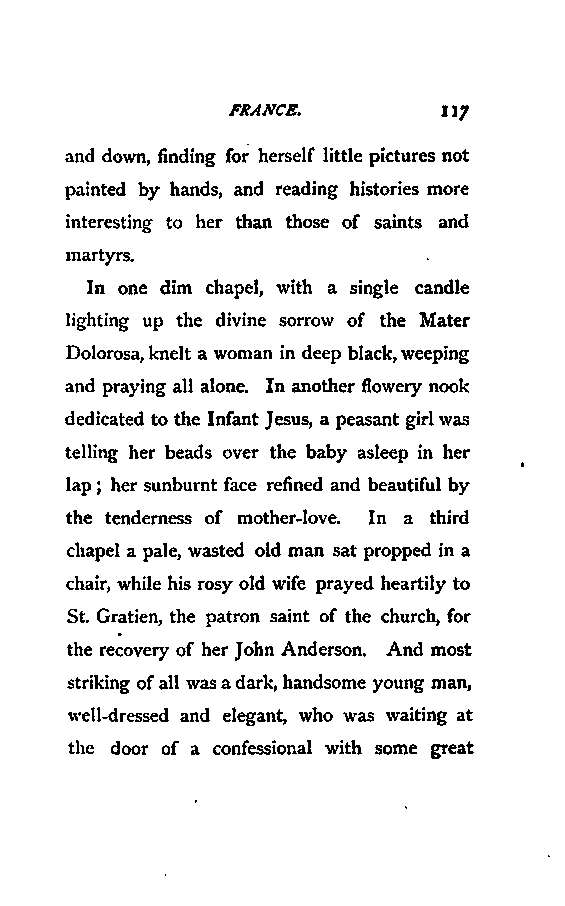 FRANCE. 117
and down, finding for herself little pictures not
painted by hands, and reading histories more
interesting to her than those of saints and
martyrs.
In one dim chapel, with a single candle
lighting up the divine sorrow of the Mater
Dolorosa, knelt a woman in deep black, weeping
and praying all alone. In another flowery nook
dedicated to the Infant Jesus, a peasant girl was
telling her beads over the baby asleep in her
lap; her sunburnt face refined and beautiful by
the tenderness of mother-love. In a third
chapel a pale, wasted old man sat propped in a
chair, while his rosy old wife prayed heartily to
St. Gratien, the patron saint of the church, for
the recovery of her John Anderson. And most
striking of all was a dark, handsome young man,
well-dressed and elegant, who was waiting at
the door of a confessional with some great